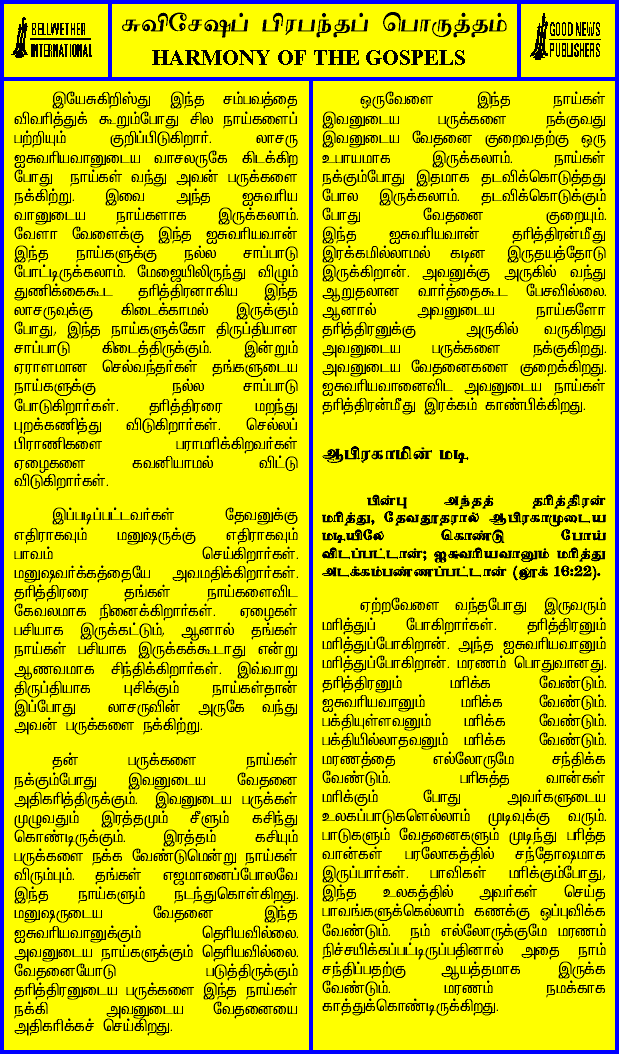 BELLWETHER
INTERNATIONAL
சுவிசேஷப் பிரபந்தப் பொருத்தம்
HARMONY OF THE GOSPELS
GOOD NEWS
PUBLISHERS
இயேசுகிறிஸ்து இந்த சம்பவத்தை
விவரித்துக் கூறும்போது சில நாய்களைப்
பற்றியும் குறிப்பிடுகிறார். லாசரு
ஐசுவரியவானுடைய வாசலருகே கிடக்கிற
போது நாய்கள் வந்து அவன் பருக்களை
நக்கிற்று. இவை அந்த ஐசுவரிய
வானுடைய நாய்களாக இருக்கலாம்.
வேளா வேளைக்கு இந்த ஐசுவரியவான்
இந்த நாய்களுக்கு நல்ல சாப்பாடு
போட்டிருக்கலாம். மேஜையிலிருந்து விழும்
துணிக்கைகூட தரித்திரனாகிய இந்த
லாசருவுக்கு கிடைக்காமல் இருக்கும்
போது, இந்த நாய்களுக்கோ திருப்தியான
சாப்பாடு கிடைத்திருக்கும். இன்றும்
ஏராளமான செல்வந்தர்கள் தங்களுடைய
நாய்களுக்கு நல்ல சாப்பாடு
போடுகிறார்கள். தரித்திரரை மறந்து
புறக்கணித்து விடுகிறார்கள். செல்லப்
பிராணிகளை பராமரிக்கிறவர்கள்
ஏழைகளை கவனியாமல் விட்டு
விடுகிறார்கள்.
இப்படிப்பட்டவர்கள் தேவனுக்கு
எதிராகவும் மனுஷருக்கு எதிராகவும்
பாவம் செய்கிறார்கள்.
மனுஷவர்க்கத்தையே அவமதிக்கிறார்கள்.
தரித்திரரை தங்கள் நாய்களைவிட
கேவலமாக நினைக்கிறார்கள். ஏழைகள்
பசியாக இருக்கட்டும், ஆனால் தங்கள்
நாய்கள் பசியாக இருக்கக்கூடாது என்று
ஆணவமாக சிந்திக்கிறார்கள். இவ்வாறு
திருப்தியாக புசிக்கும் நாய்கள்தான்
இப்போது லாசருவின் அருகே வந்து
அவன் பருக்களை நக்கிற்று.
தன் பருக்களை நாய்கள்
நக்கும்போது இவனுடைய வேதனை
அதிகரித்திருக்கும். இவனுடைய பருக்கள்
முழுவதும் இரத்தமும் சீளும் கசிந்து
கொண்டிருக்கும். இரத்தம் கசியும்
பருக்களை நக்க வேண்டுமென்று நாய்கள்
விரும்பும். தங்கள் எஜமானைப்போலவே
இந்த நாய்களும் நடந்துகொள்கிறது.
மனுஷருடைய வேதனை இந்த
ஐசுவரியவானுக்கும் தெரியவில்லை.
அவனுடைய நாய்களுக்கும் தெரியவில்லை.
வேதனையோடு படுத்திருக்கும்
தரித்திரனுடைய பருக்களை இந்த நாய்கள்
நக்கி அவனுடைய வேதனையை
அதிகரிக்கச் செய்கிறது.
ஒருவேளை இந்த நாய்கள்
இவனுடைய பருக்களை நக்குவது
இவனுடைய வேதனை குறைவதற்கு ஒரு
உபாயமாக இருக்கலாம். நாய்கள்
நக்கும்போது இதமாக தடவிக்கொடுத்தது
போல இருக்கலாம். தடவிக்கொடுக்கும்
போது வேதனை குறையும்.
இந்த ஐசுவரியவான் தரித்திரன்மீது
இரக்கமில்லாமல் கடின இருதயத்தோடு
இருக்கிறான். அவனுக்கு அருகில் வந்து
ஆறுதலான வார்த்தைகூட பேசவில்லை.
ஆனால் அவனுடைய நாய்களோ
தரித்திரனுக்கு அருகில் வருகிறது
அவனுடைய பருக்களை நக்குகிறது.
அவனுடைய வேதனைகளை குறைக்கிறது.
ஐசுவரியவானைவிட அவனுடைய நாய்கள்
தரித்திரன்மீது இரக்கம் காண்பிக்கிறது.
ஆபிரகாமின் மடி
பின்பு அந்தத் தரித்திரன்
மரித்து, தேவதூதரால் ஆபிரகாமுடைய
மடியிலே கொண்டு போய்
விடப்பட்டான்; ஐசுவரியவானும் மரித்து
அடக்கம்பண்ணப்பட்டான் (லூக் 16:22).
ஏற்றவேளை வந்தபோது இருவரும்
மரித்துப் போகிறார்கள். தரித்திரனும்
மரித்துப்போகிறான். அந்த ஐசுவரியவானும்
மரித்துப்போகிறான். மரணம் பொதுவானது.
தரித்திரனும் மரிக்க வேண்டும்.
ஐசுவரியவானும் மரிக்க வேண்டும்.
பக்தியுள்ளவனும் மரிக்க வேண்டும்.
பக்தியில்லாதவனும் மரிக்க வேண்டும்.
மரணத்தை எல்லோருமே சந்திக்க
வேண்டும். பரிசுத்த வான்கள்
மரிக்கும் போது அவர்களுடைய
உலகப்பாடுகளெல்லாம் முடிவுக்கு வரும்.
பாடுகளும் வேதனைகளும் முடிந்து பரித்த
வான்கள் பரலோகத்தில் சந்தோஷமாக
இருப்பார்கள். பாவிகள் மரிக்கும்போது,
இந்த உலகத்தில் அவர்கள் செய்த
பாவங்களுக்கெல்லாம் கணக்கு ஒப்புவிக்க
வேண்டும். நம் எல்லோருக்குமே மரணம்
நிச்சயிக்கப்பட்டிருப்பதினால் அதை நாம்
சந்திப்பதற்கு ஆயத்தமாக இருக்க
வேண்டும். மரணம் நமக்காக
காத்துக்கொண்டிருக்கிறது.